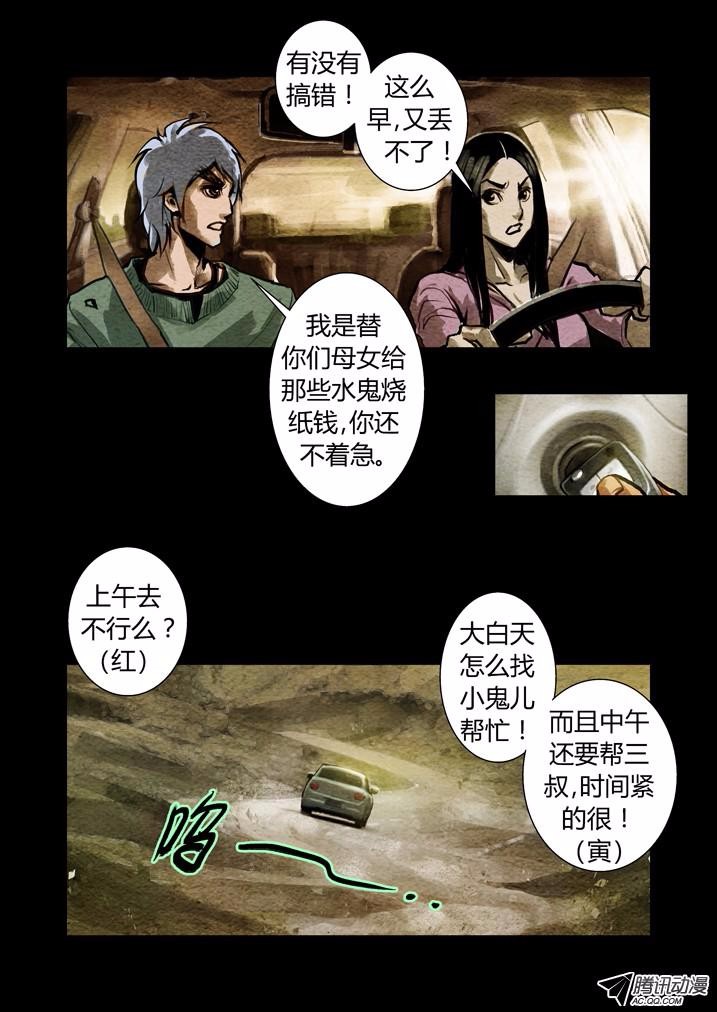 有没有
搞错！
这么
早，又丢
不了！
我是替
你们母女给
那些水鬼烧
纸钱，你还
不着急。
上午去
不行么？
（红）
大白天
怎么找
小鬼儿
帮忙！
而且中午
还要帮三
叔，时间紧
的很！
（寅）
呜
腾讯动漫
AC.QQ.COM